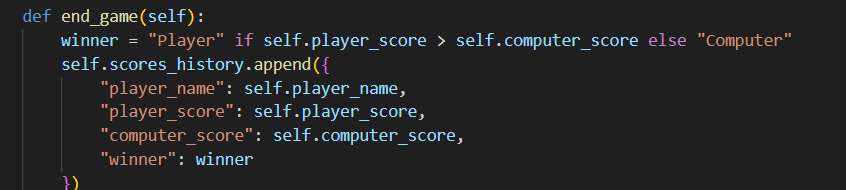 def end_game(self):
    winner = "Player" if self.player_score > self.computer_score else "Computer"
    self.scores_history.append({
        "player_name": self.player_name,
        "player_score": self.player_score,
        "computer_score": self.computer_score,
        "winner": winner
    })